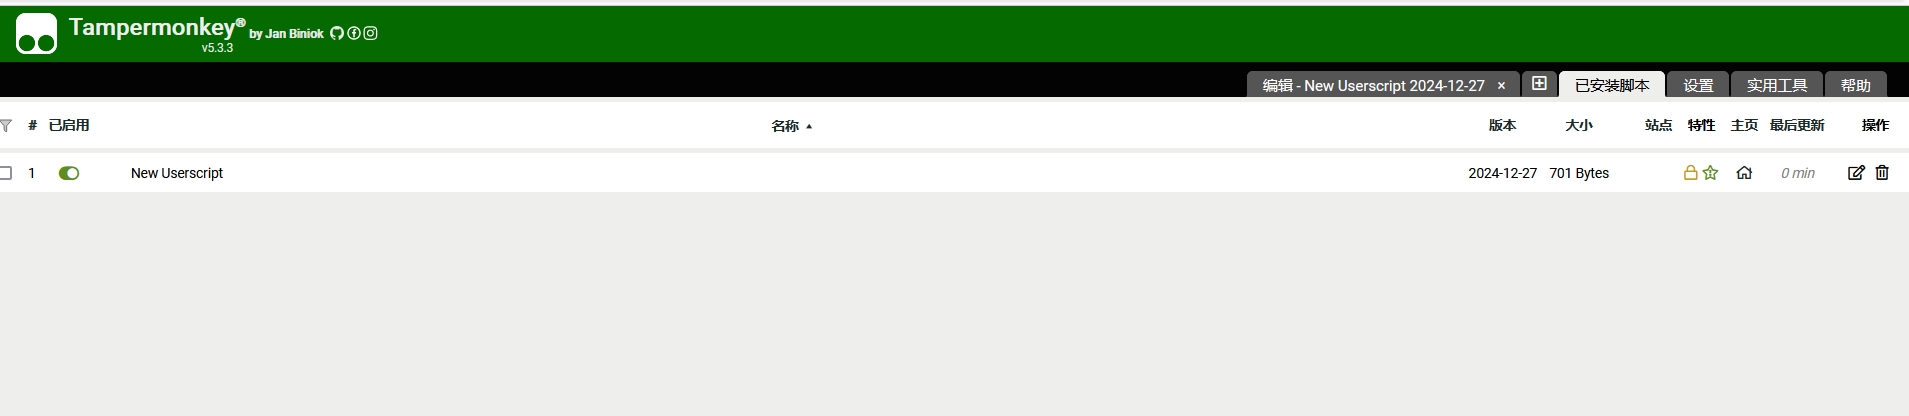 Tampermonkey® by Jan Biniok
v5.3.3
编辑 - New Userscript 2024-12-27 × 已安装脚本 设置 实用工具 帮助
# 已启用 名称 ▲ 版本 大小 站点 特性 主页 最后更新 操作
1 New Userscript 2024-12-27 701 Bytes 0 min